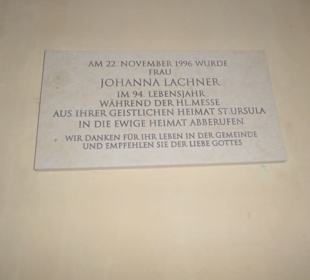 AM 22. NOVEMBER 1996 WURDE
FRAU
JOHANNA LACHNER
IM 94. LEBENSJAHR
WÄHREND DER HL.MESSE
AUS IHRER GEISTLICHEN HEIMAT ST.URSULA
IN DIE EWIGE HEIMAT ABBERUFEN
WIR DANKEN FÜR IHR LEBEN IN DER GEMEINDE
UND EMPFEHLEN SIE DER LIEBE GOTTES